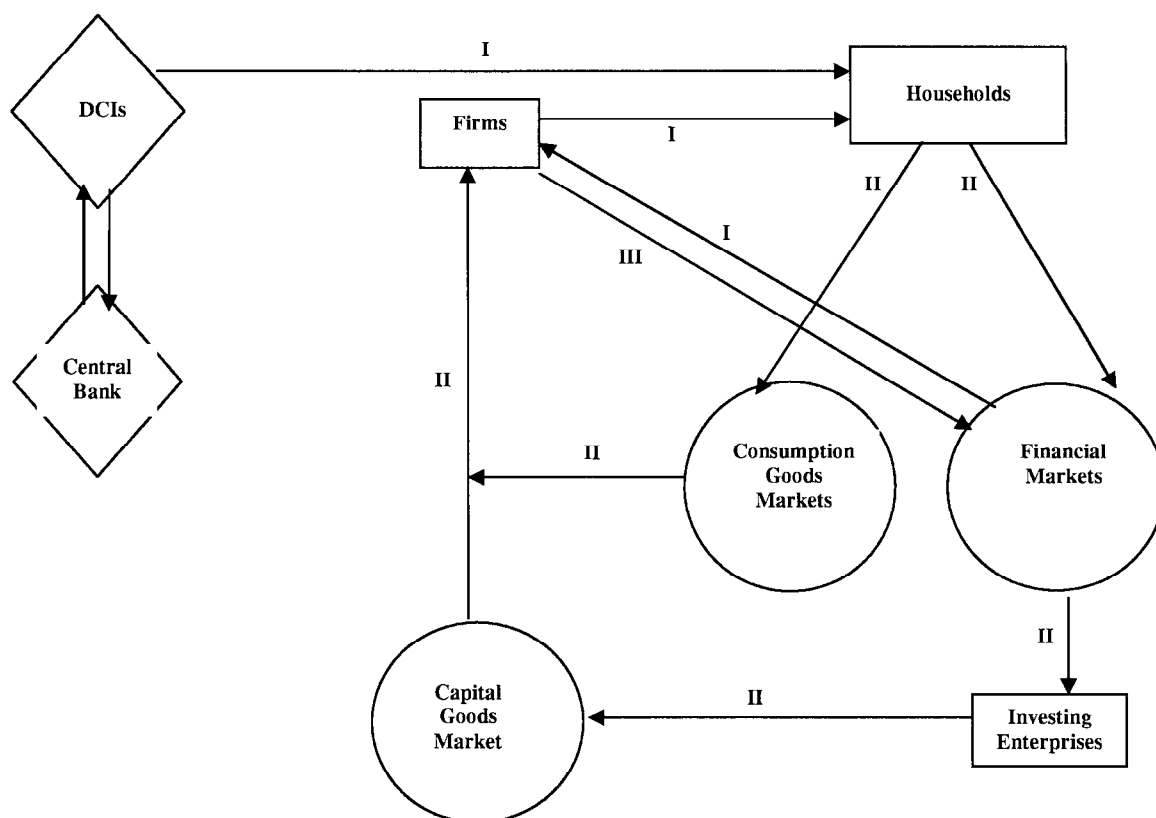 I
DCIs
Households
Firms
I
II
II
I
III
Central
Bank
II
Consumption
Goods
Markets
Financial
Markets
II
II
Capital
Goods
Market
II
Investing
Enterprises